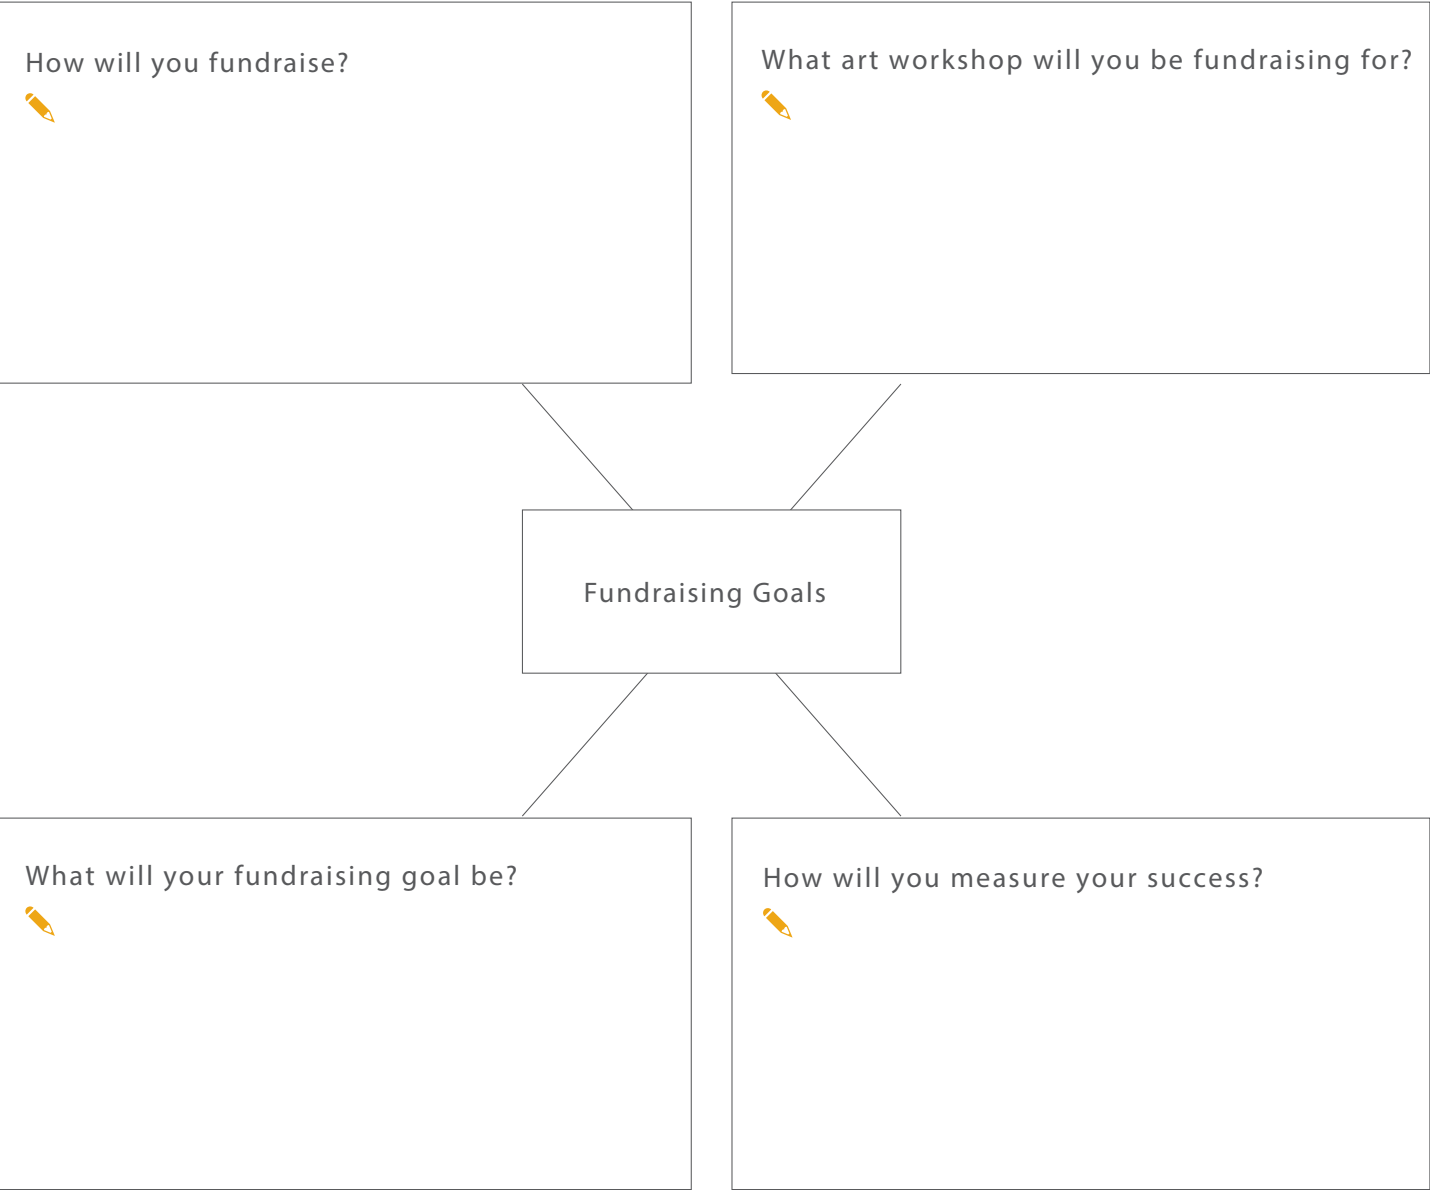 How will you fundraise?
What art workshop will you be fundraising for?
Fundraising Goals
What will your fundraising goal be?
How will you measure your success?